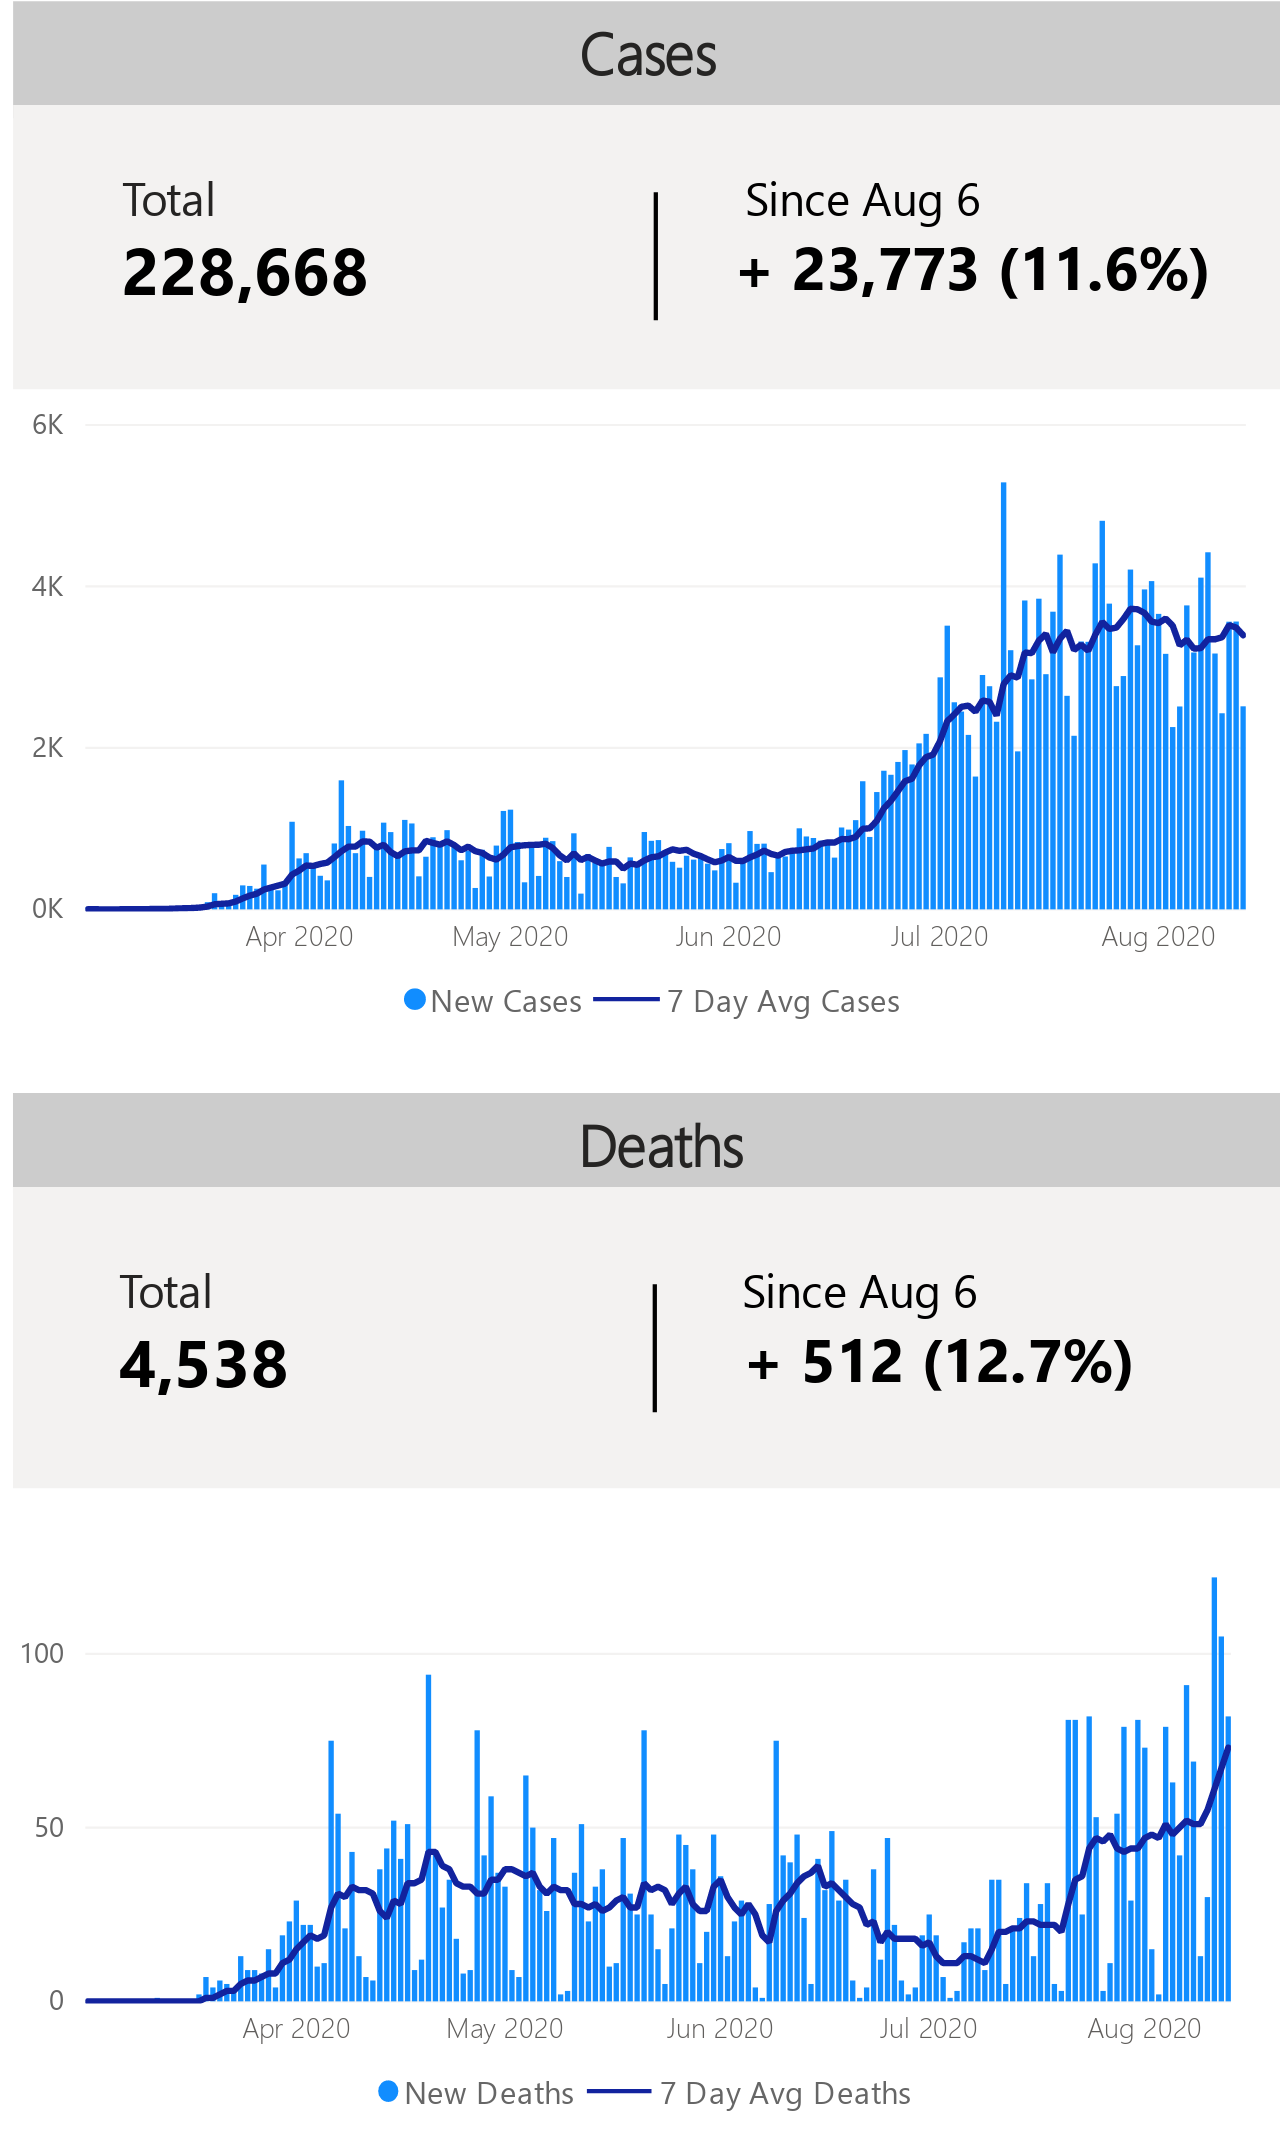 Cases
Total
Since Aug 6
228,668
+ 23,773 (11.6%)
6K
4K
2K
0K
Apr 2020
May 2020
Jun 2020
Jul 2020
Aug 2020
New Cases
7 Day Avg Cases
Deaths
Total
Since Aug 6
4,538
+ 512 (12.7%)
100
50
0
Apr 2020
May 2020
Jun 2020
Jul 2020
Aug 2020
New Deaths
7 Day Avg Deaths